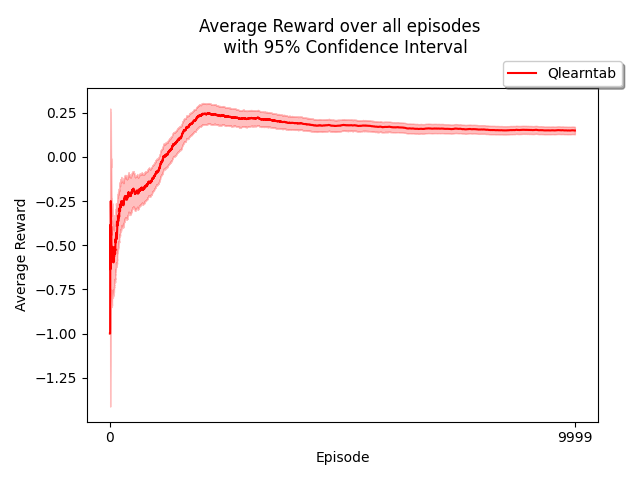 Average Reward over all episodes
with 95% Confidence Interval
Qlearntab
0.25
0.00
−0.25
−0.50
−0.75
−1.00
−1.25
Average Reward
0
9999
Episode